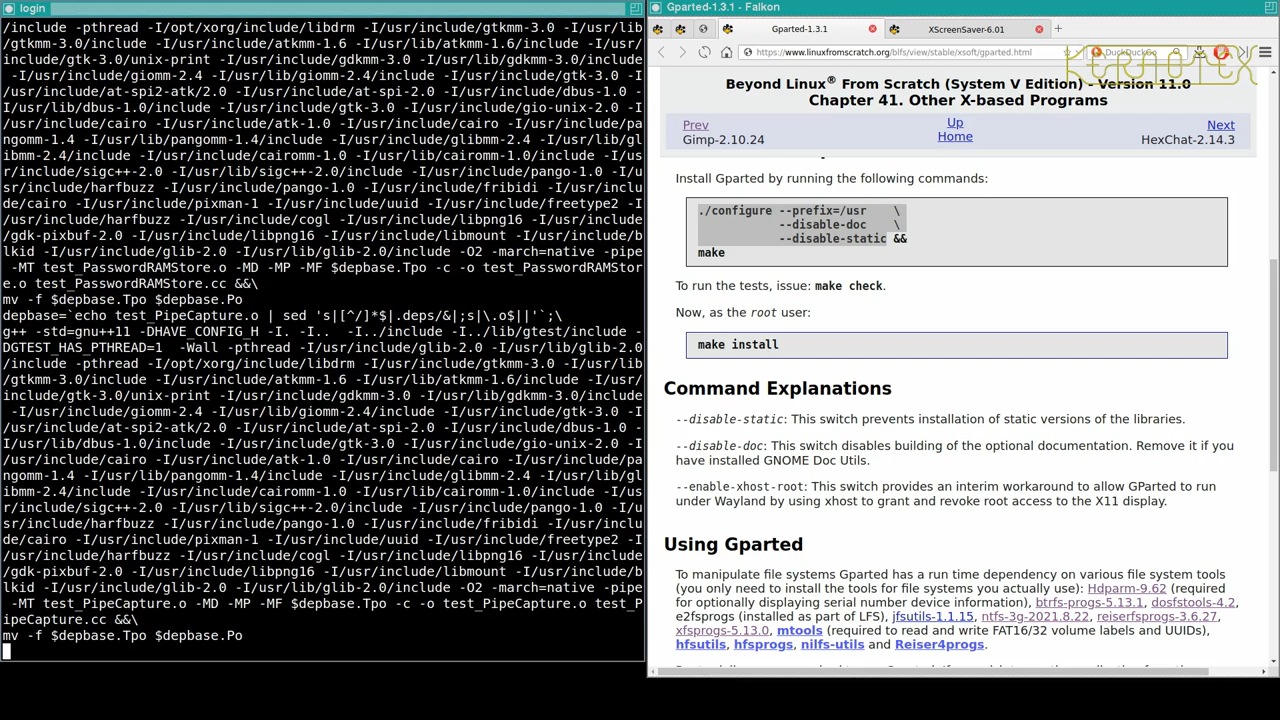 login
/include -pthread -I/opt/xorg/include/libdrm -I/usr/include/gtkmm-3.0 -I/usr/lib
/gtkmm-3.0/include -I/usr/include/atkmm-1.6 -I/usr/lib/atkmm-1.6/include -I/usr/
include/gtk-3.0/unix-print -I/usr/include/gdkmm-3.0 -I/usr/lib/gdkmm-3.0/include
 -I/usr/include/giomm-2.4 -I/usr/lib/giomm-2.4/include -I/usr/include/gtk-3.0 -I
/usr/include/at-spi2-atk/2.0 -I/usr/include/at-spi-2.0 -I/usr/include/dbus-1.0 -
I/usr/lib/dbus-1.0/include -I/usr/include/gtk-3.0 -I/usr/include/gio-unix-2.0 -I
/usr/include/cairo -I/usr/include/atk-1.0 -I/usr/include/cairo -I/usr/include/pa
ngomm-1.4 -I/usr/lib/pangomm-1.4/include -I/usr/include/glibmm-2.4 -I/usr/lib/gl
ibmm-2.4/include -I/usr/include/cairomm-1.0 -I/usr/lib/cairomm-1.0/include -I/us
r/include/sigc++-2.0 -I/usr/lib/sigc++-2.0/include -I/usr/include/pango-1.0 -I/u
sr/include/harfbuzz -I/usr/include/pango-1.0 -I/usr/include/fribidi -I/usr/inclu
de/cairo -I/usr/include/pixman-1 -I/usr/include/uuid -I/usr/include/freetype2 -I
/usr/include/harfbuzz -I/usr/include/cogl -I/usr/include/libpng16 -I/usr/include
/gdk-pixbuf-2.0 -I/usr/include/libpng16 -I/usr/include/libmount -I/usr/include/b
lkid -I/usr/include/glib-2.0 -I/usr/lib/glib-2.0/include -O2 -march=native -pipe
 -MT test_PasswordRAMStore.o -MD -MP -MF $depbase.Tpo -c -o test_PasswordRAMStor
e.o test_PasswordRAMStore.cc &&\
mv -f $depbase.Tpo $depbase.Po
depbase=`echo test_PipeCapture.o | sed 's|[^/]*$|.deps/&|;s|\.o$||'`;\
g++ -std=gnu++11 -DHAVE_CONFIG_H -I. -I..  -I../include -I../lib/gtest/include -
DGTEST_HAS_PTHREAD=1  -Wall -pthread -I/usr/include/glib-2.0 -I/usr/lib/glib-2.0
/include -pthread -I/opt/xorg/include/libdrm -I/usr/include/gtkmm-3.0 -I/usr/lib
/gtkmm-3.0/include -I/usr/include/atkmm-1.6 -I/usr/lib/atkmm-1.6/include -I/usr/
include/gtk-3.0/unix-print -I/usr/include/gdkmm-3.0 -I/usr/lib/gdkmm-3.0/include
 -I/usr/include/giomm-2.4 -I/usr/lib/giomm-2.4/include -I/usr/include/gtk-3.0 -I
/usr/include/at-spi2-atk/2.0 -I/usr/include/at-spi-2.0 -I/usr/include/dbus-1.0 -
I/usr/lib/dbus-1.0/include -I/usr/include/gtk-3.0 -I/usr/include/gio-unix-2.0 -I
/usr/include/cairo -I/usr/include/atk-1.0 -I/usr/include/cairo -I/usr/include/pa
ngomm-1.4 -I/usr/lib/pangomm-1.4/include -I/usr/include/glibmm-2.4 -I/usr/lib/gl
ibmm-2.4/include -I/usr/include/cairomm-1.0 -I/usr/lib/cairomm-1.0/include -I/us
r/include/sigc++-2.0 -I/usr/lib/sigc++-2.0/include -I/usr/include/pango-1.0 -I/u
sr/include/harfbuzz -I/usr/include/pango-1.0 -I/usr/include/fribidi -I/usr/inclu
de/cairo -I/usr/include/pixman-1 -I/usr/include/uuid -I/usr/include/freetype2 -I
/usr/include/harfbuzz -I/usr/include/cogl -I/usr/include/libpng16 -I/usr/include
/gdk-pixbuf-2.0 -I/usr/include/libpng16 -I/usr/include/libmount -I/usr/include/b
lkid -I/usr/include/glib-2.0 -I/usr/lib/glib-2.0/include -O2 -march=native -pipe
 -MT test_PipeCapture.o -MD -MP -MF $depbase.Tpo -c -o test_PipeCapture.o test_P
ipeCapture.cc &&\
mv -f $depbase.Tpo $depbase.Po
Gparted-1.3.1 - Falkon
Gparted-1.3.1 XScreenSaver-6.01
https://www.linuxfromscratch.org/blfs/view/stable/xsoft/gparted.html DuckDuckGo
KERNOTEX
Beyond Linux® From Scratch (System V Edition) - Version 11.0
Chapter 41. Other X-based Programs
Prev Up Next
Gimp-2.10.24 Home HexChat-2.14.3
Install Gparted by running the following commands:
./configure --prefix=/usr \
--disable-doc \
--disable-static &&
make
To run the tests, issue: make check.
Now, as the root user:
make install
Command Explanations
--disable-static: This switch prevents installation of static versions of the libraries.
--disable-doc: This switch disables building of the optional documentation. Remove it if you
have installed GNOME Doc Utils.
--enable-xhost-root: This switch provides an interim workaround to allow GParted to run
under Wayland by using xhost to grant and revoke root access to the X11 display.
Using Gparted
To manipulate file systems Gparted has a run time dependency on various file system tools
(you only need to install the tools for file systems you actually use): Hdparm-9.62 (required
for optionally displaying serial number device information), btrfs-progs-5.13.1, dosfstools-4.2,
e2fsprogs (installed as part of LFS), jfsutils-1.1.15, ntfs-3g-2021.8.22, reiserfsprogs-3.6.27,
xfsprogs-5.13.0, mtools (required to read and write FAT16/32 volume labels and UUIDs),
hfsutils, hfsprogs, nilfs-utils and Reiser4progs.